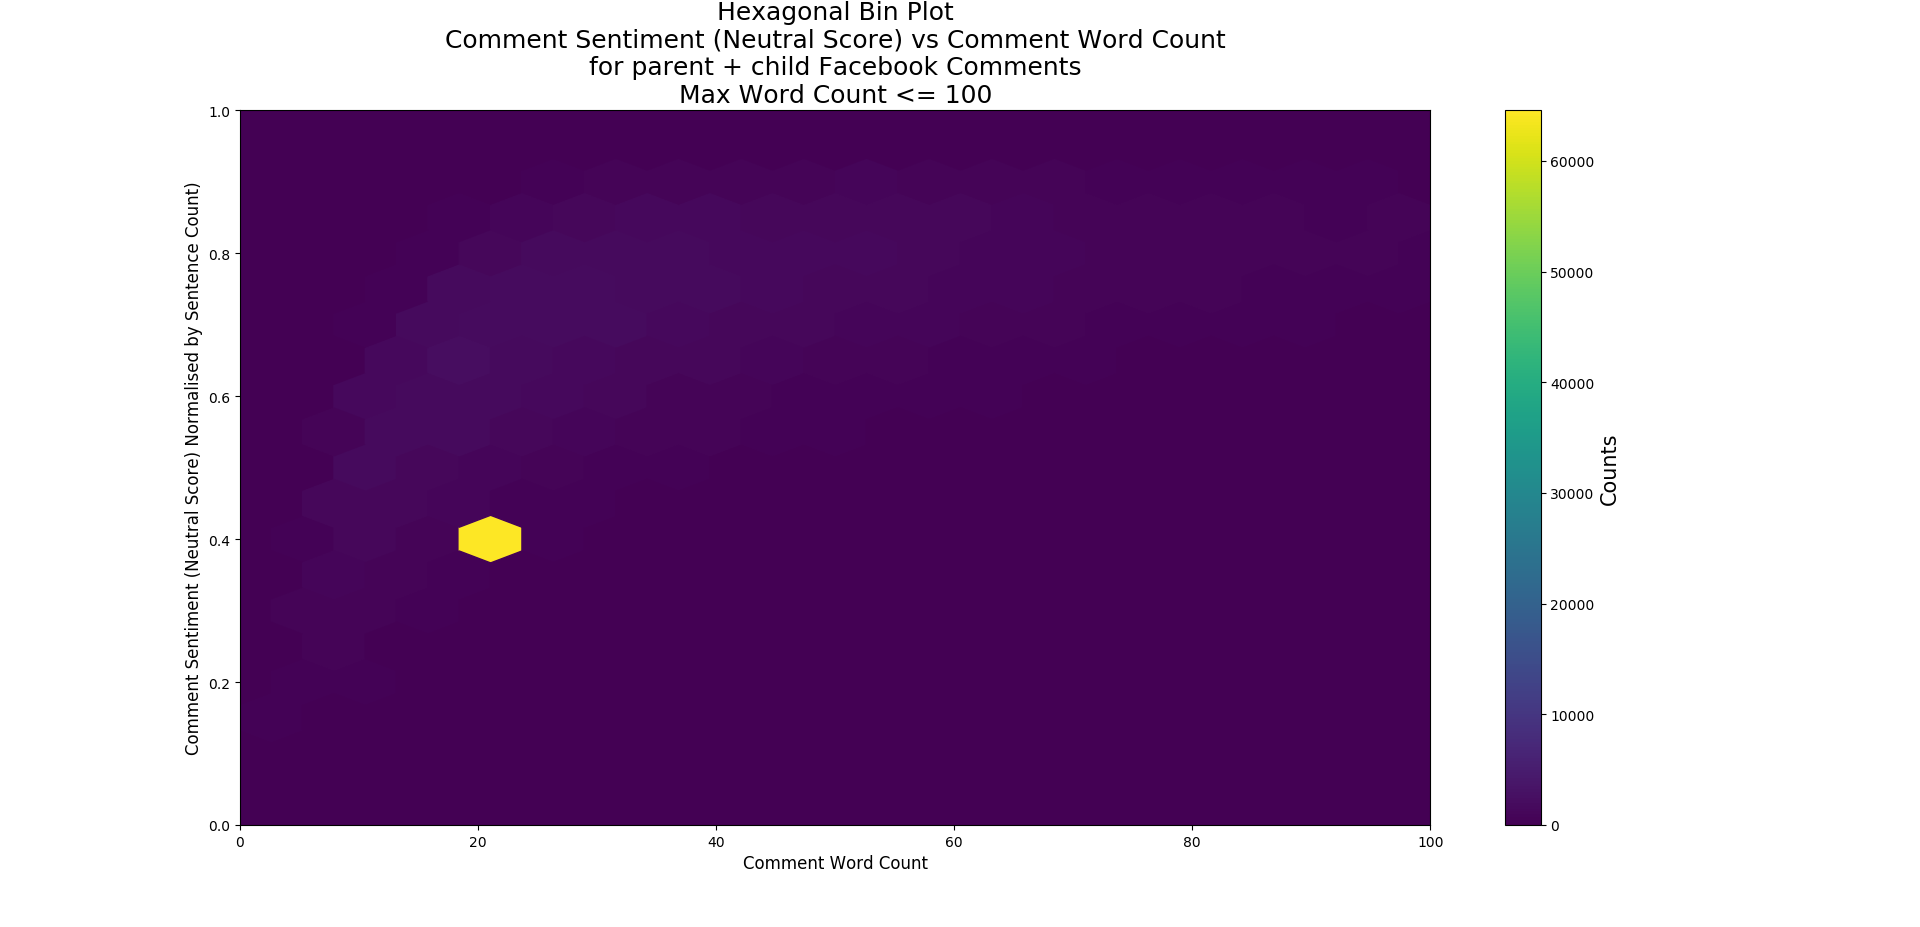 Hexagonal Bin Plot
Comment Sentiment (Neutral Score) vs Comment Word Count
for parent + child Facebook Comments
Max Word Count <= 100
Comment Sentiment (Neutral Score) Normalised by Sentence Count)
1.0
0.8
0.6
0.4
0.2
0.0
0
20
40
60
80
100
Comment Word Count
60000
50000
40000
30000
20000
10000
0
Counts